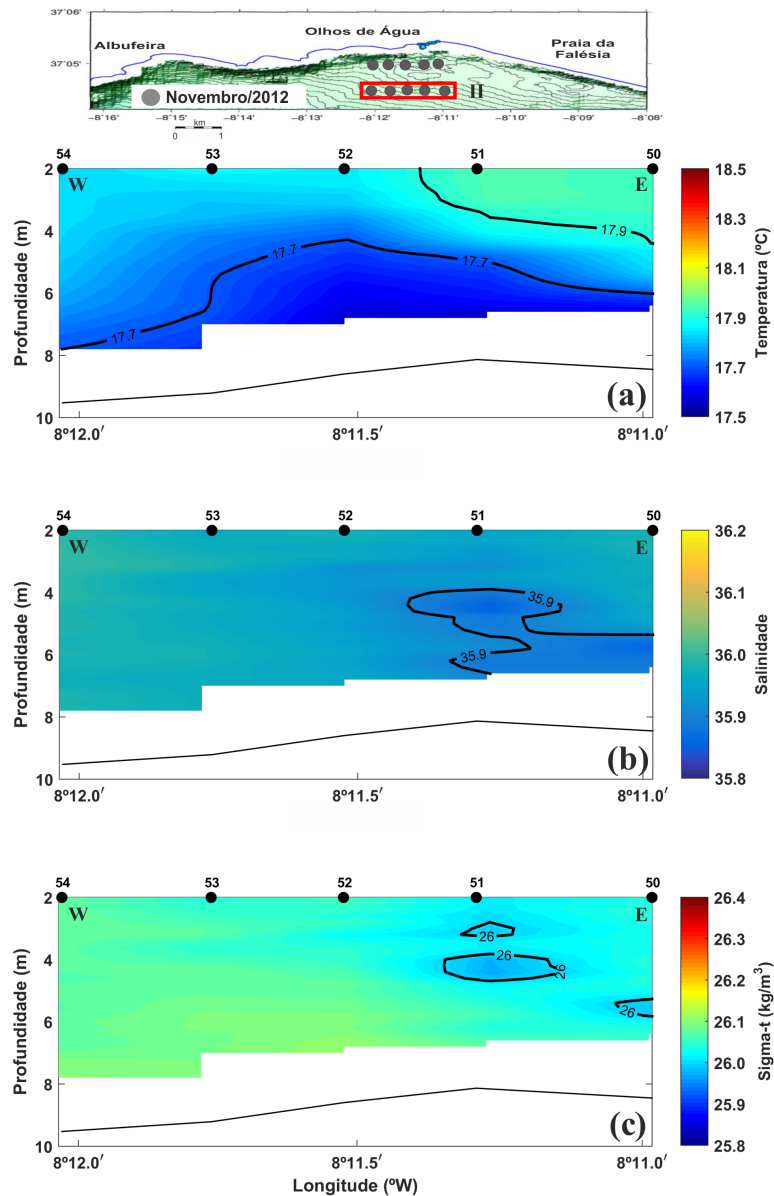 37°06′
37°05′
Albufeira
Olhos de Água
Praia da
Falésia
Novembro/2012
II
−8°16′ −8°15′ −8°14′ −8°13′ −8°12′ −8°11′ −8°10′ −8°09′ −8°08′
km
0 1
54 53 52 51 50
W E
2
4
6
8
10
Profundidade (m)
17.9
17.7
17.7
17.7
(a)
8°12.0′ 8°11.5′ 8°11.0′
18.5
18.3
18.1
17.9
17.7
17.5
Temperatura (ºC)
54 53 52 51 50
W E
2
4
6
8
10
Profundidade (m)
35.9
35.9
(b)
8°12.0′ 8°11.5′ 8°11.0′
36.2
36.1
36.0
35.9
35.8
Salinidade
54 53 52 51 50
W E
2
4
6
8
10
Profundidade (m)
26
26
26
26
(c)
8°12.0′ 8°11.5′ 8°11.0′
Longitude (ºW)
26.4
26.3
26.2
26.1
26.0
25.9
25.8
Sigma-t (kg/m³)